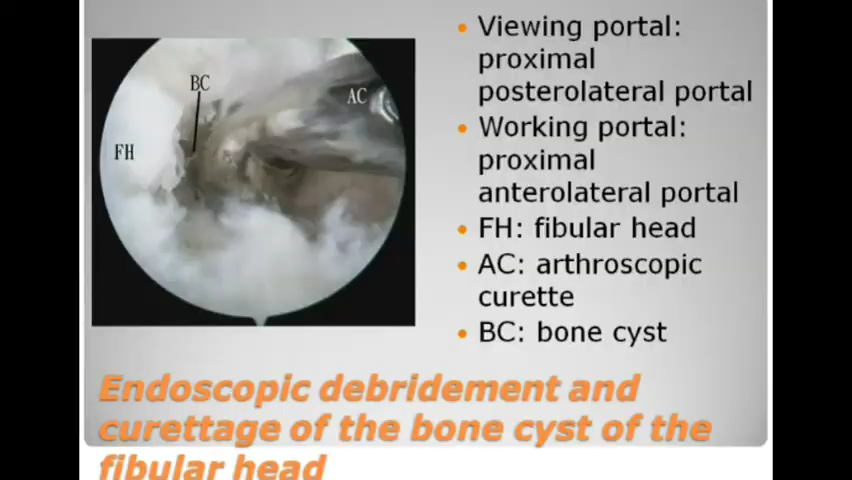 BC
AC
FH
Viewing portal:
proximal
posterolateral portal
Working portal:
proximal
anterolateral portal
FH: fibular head
AC: arthroscopic
curette
BC: bone cyst
Endoscopic debridement and
curettage of the bone cyst of the
fibular head